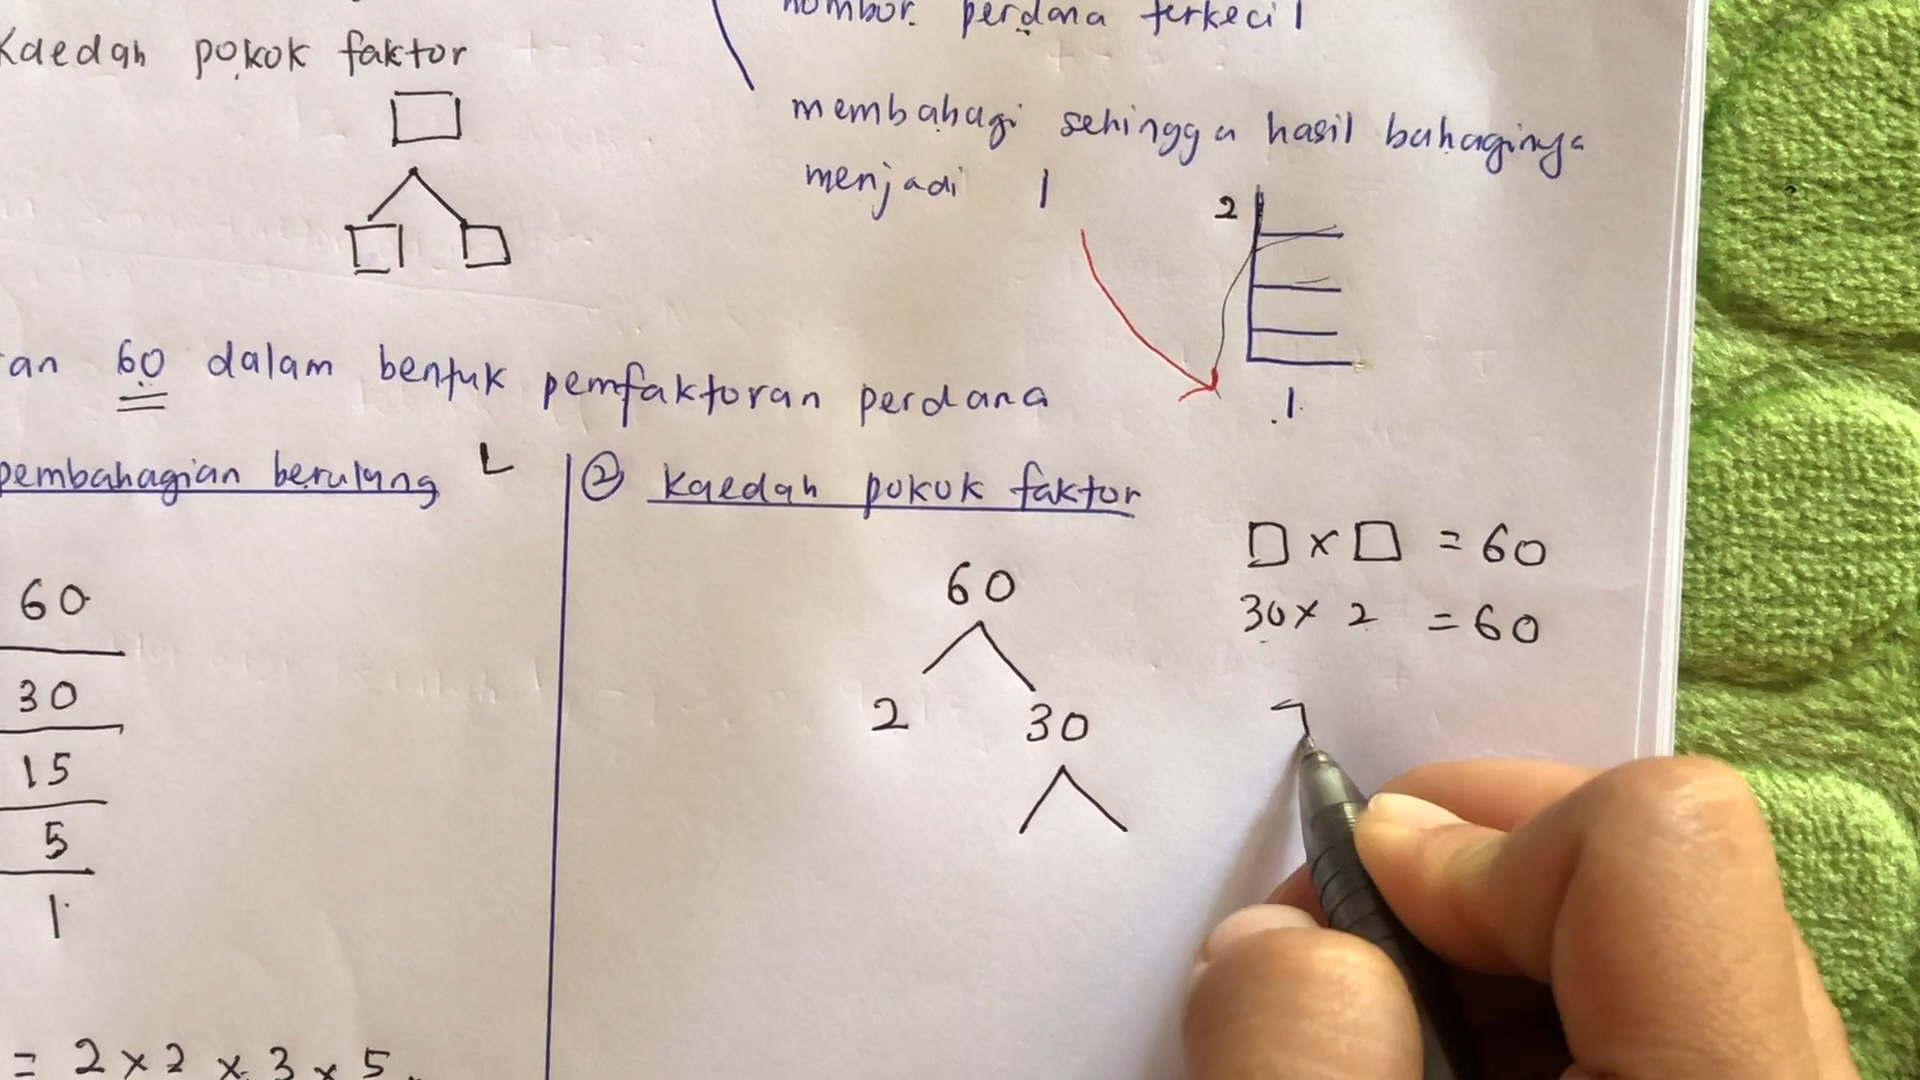 nombor perdana terkecil
Kaedah pokok faktor
membahagi sehingga hasil bahaginya
menjadi 1
2
1
an 60 dalam bentuk pemfaktoran perdana
pembahagian berulang
② Kaedah pokok faktor
60
30
15
5
1
= 2 x 2 x 3 x 5
60
2 30
□ x □ = 60
30 x 2 = 60